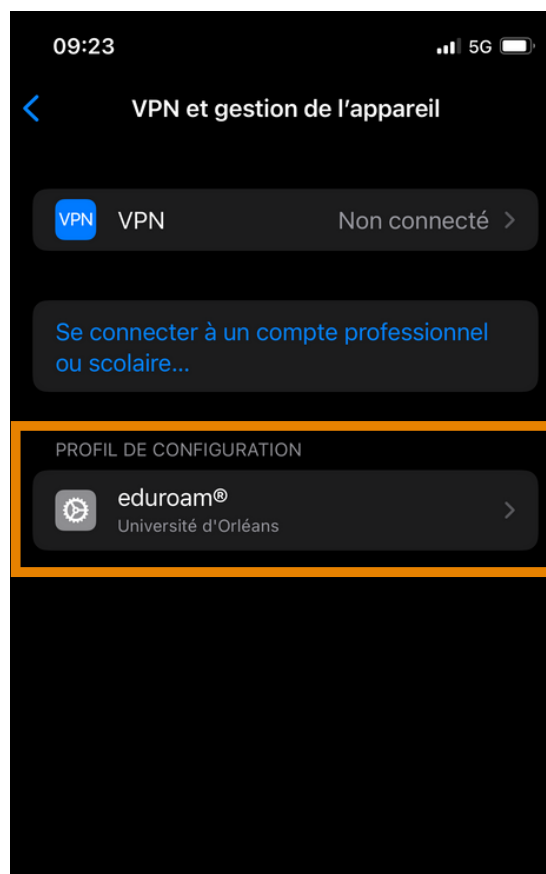 09:23
5G
VPN et gestion de l'appareil
VPN
VPN
Non connecté
Se connecter à un compte professionnel
ou scolaire...
PROFIL DE CONFIGURATION
eduroam®
Université d'Orléans